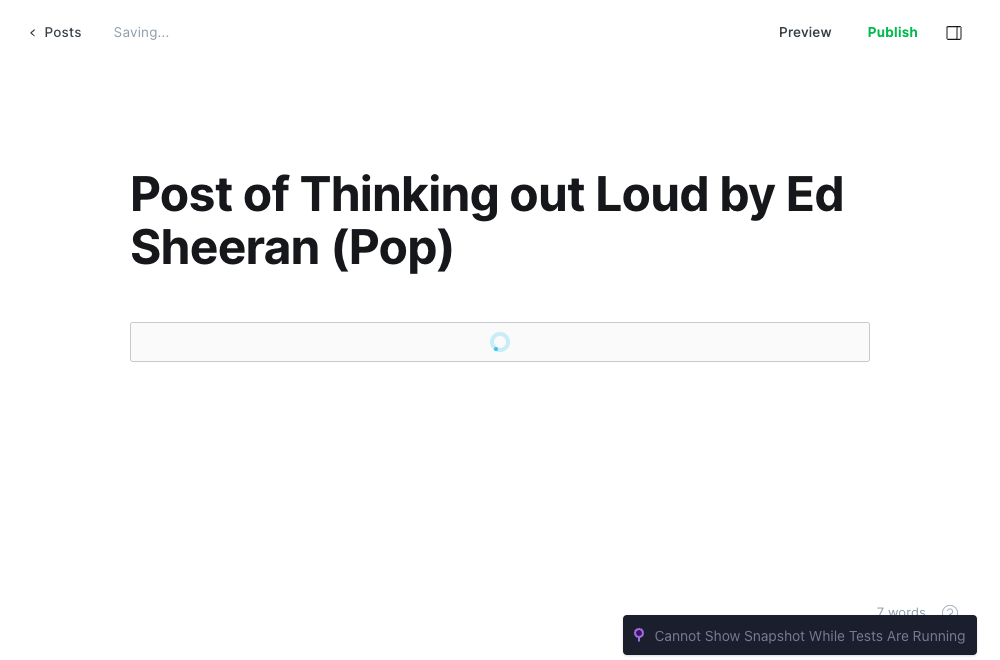 Posts
Saving...
Preview
Publish
Post of Thinking out Loud by Ed
Sheeran (Pop)
7 words
?
Cannot Show Snapshot While Tests Are Running